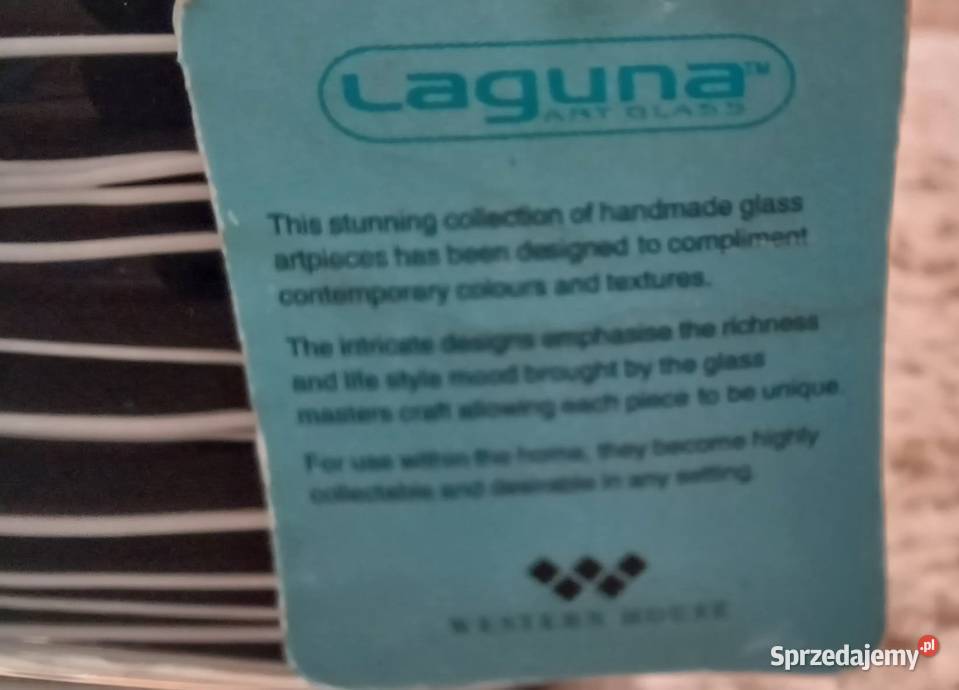 Laguna™
ART GLASS
This stunning collection of handmade glass
artpieces has been designed to compliment
contemporary colours and textures.
The intricate designs emphasise the richness
and life style mood brought by the glass
masters craft allowing each piece to be unique.
For use within the home, they become highly
collectable and desirable in any setting.
WESTERN HOUSE
Sprzedajemy.pl